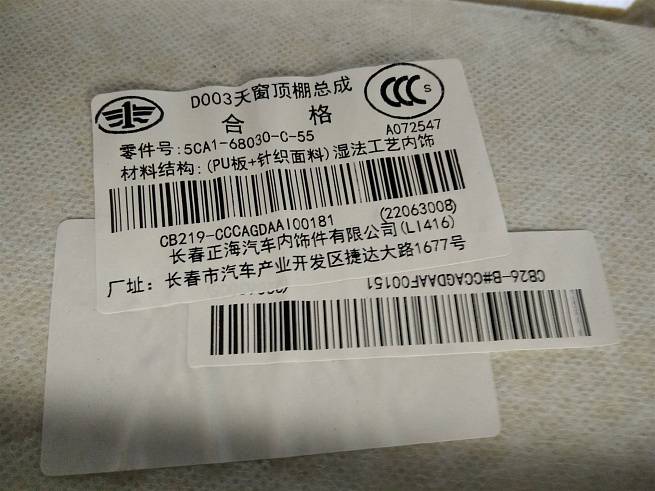 D003天窗顶棚总成
合 格
CCC S
A072547
零件号:5CA1-68030-C-55
材料结构:(PU板+针织面料)湿法工艺内饰
CB219-CCCAGDAAI00181 (22063008)
长春正海汽车内饰件有限公司(LI416)
厂址:长春市汽车产业开发区捷达大路1677号
CB26-B#CCAGDAAF00151